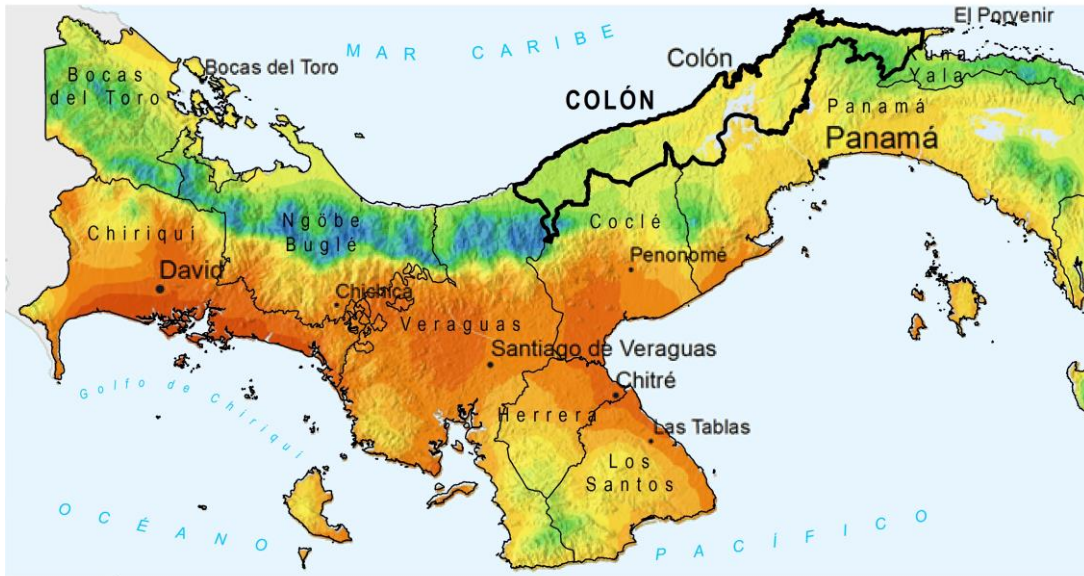 El Porvenir
MAR CARIBE
Colón
Kuna
Yala
Bocas del Toro
Bocas
del Toro
COLÓN
Panamá
Panamá
Ngöbe
Buglé
Coclé
Chiriquí
Penonomé
David
Chichica
Veraguas
Santiago de Veraguas
Chitré
Golfo de Chiriquí
Herrera
Las Tablas
Los
Santos
OCÉANO PACÍFICO